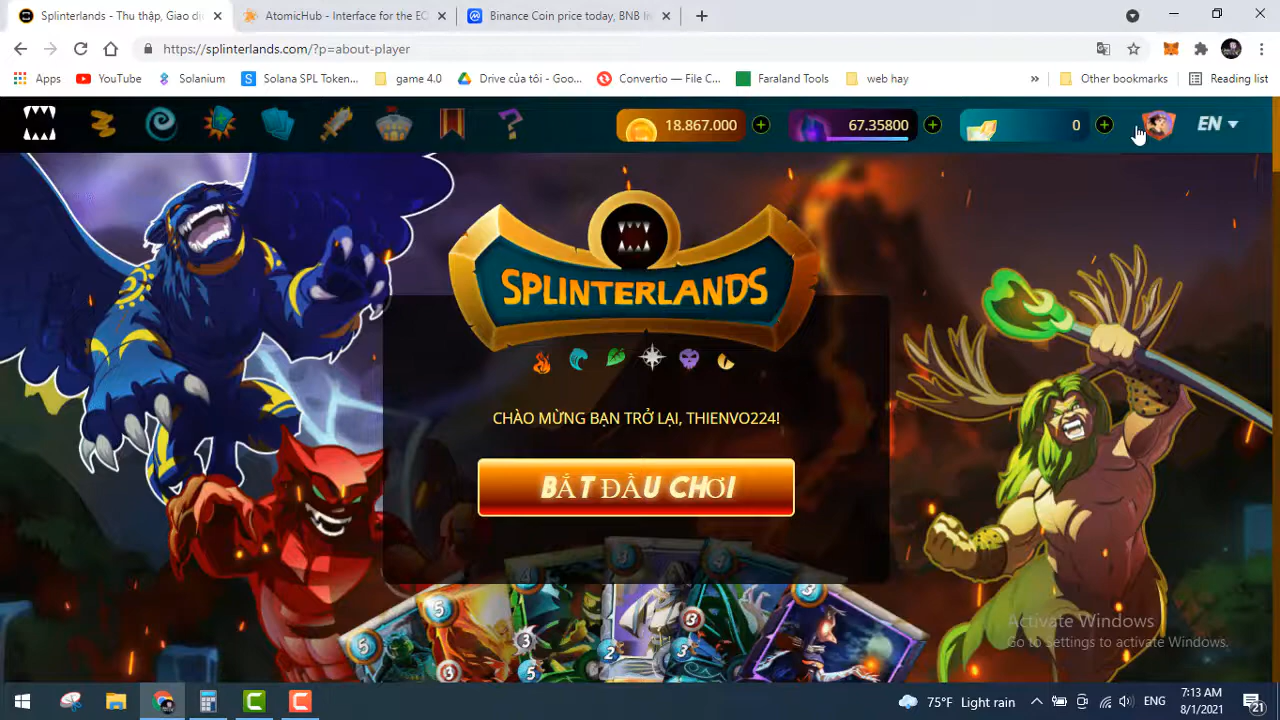 Splinterlands - Thu thập, Giao dị
AtomicHub - Interface for the EO
Binance Coin price today, BNB In
https://splinterlands.com/?p=about-player
Apps
YouTube
Solanium
Solana SPL Token...
game 4.0
Drive của tôi - Goo...
Convertio — File C...
Faraland Tools
web hay
»
Other bookmarks
Reading list
18.867.000
67.35800
0
EN
SPLINTERLANDS
CHÀO MỪNG BẠN TRỞ LẠI, THIENVO224!
BẮT ĐẦU CHƠI
Activate Windows
Go to Settings to activate Windows.
75°F Light rain
ENG
7:13 AM
8/1/2021
21